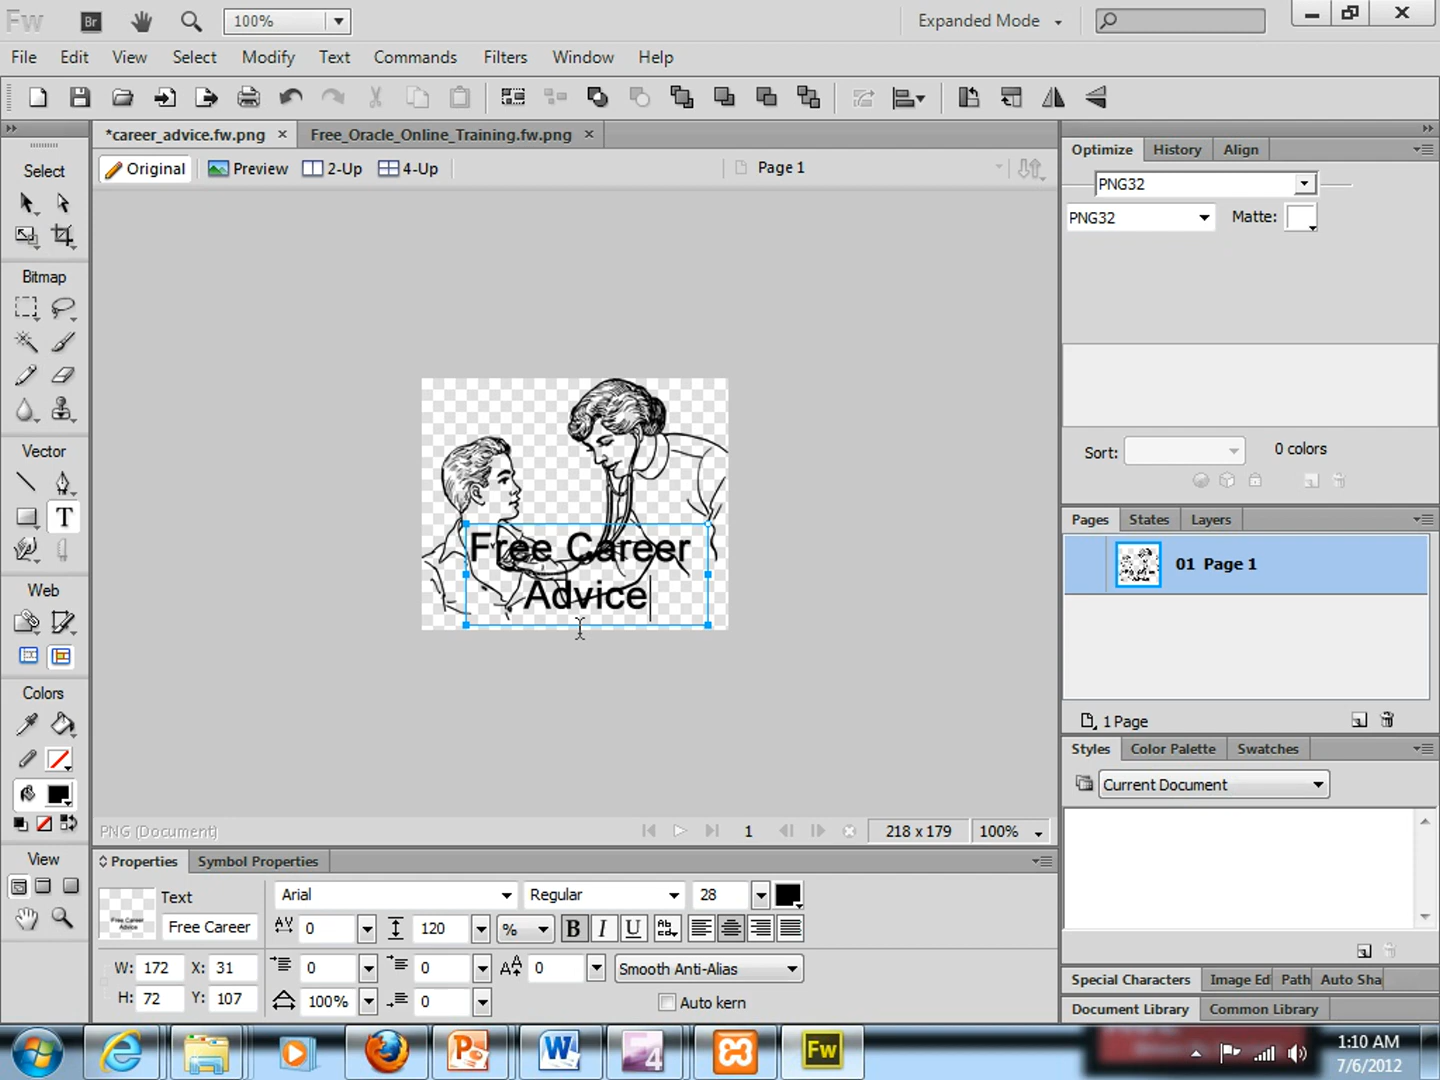 Fw Br 100% Expanded Mode
File Edit View Select Modify Text Commands Filters Window Help
*career_advice.fw.png Free_Oracle_Online_Training.fw.png
Original Preview 2-Up 4-Up Page 1
Select
Bitmap
Vector
T
Web
Colors
View
Free Career
Advice
PNG (Document) 1 218 x 179 100%
Properties Symbol Properties
Text
Free Career
Arial Regular 28
0 120 % B I U
W: 172 X: 31 0 0 0 Smooth Anti-Alias
H: 72 Y: 107 100% 0 Auto kern
Optimize History Align
PNG32
PNG32 Matte:
Sort: 0 colors
Pages States Layers
01 Page 1
1 Page
Styles Color Palette Swatches
Current Document
Special Characters Image Ed Path Auto Sha
Document Library Common Library
Fw
1:10 AM
7/6/2012